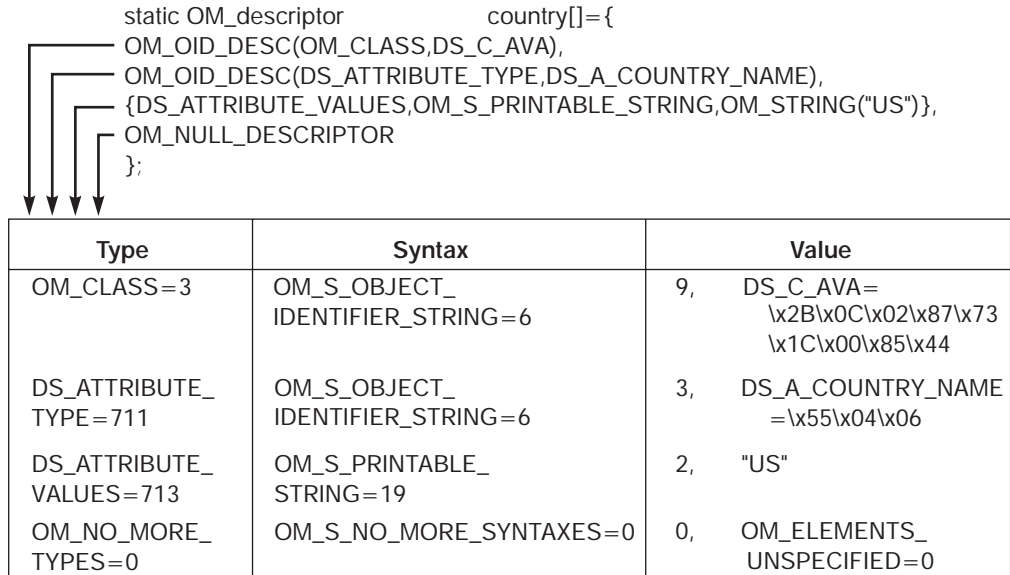 static OM_descriptor country[]={
OM_OID_DESC(OM_CLASS,DS_C_AVA),
OM_OID_DESC(DS_ATTRIBUTE_TYPE,DS_A_COUNTRY_NAME),
{DS_ATTRIBUTE_VALUES,OM_S_PRINTABLE_STRING,OM_STRING("US")},
OM_NULL_DESCRIPTOR
};
Type Syntax Value
OM_CLASS=3 OM_S_OBJECT_ 9, DS_C_AVA=
IDENTIFIER_STRING=6 \x2B\x0C\x02\x87\x73
\x1C\x00\x85\x44
DS_ATTRIBUTE_ OM_S_OBJECT_ 3, DS_A_COUNTRY_NAME
TYPE=711 IDENTIFIER_STRING=6 =\x55\x04\x06
DS_ATTRIBUTE_ OM_S_PRINTABLE_ 2, "US"
VALUES=713 STRING=19
OM_NO_MORE_ OM_S_NO_MORE_SYNTAXES=0 0, OM_ELEMENTS_
TYPES=0 UNSPECIFIED=0